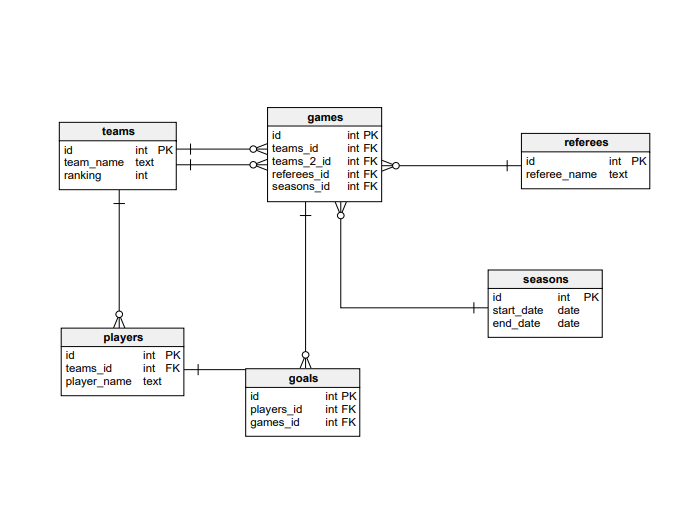 teams
id int PK
team_name text
ranking int
games
id int PK
teams_id int FK
teams_2_id int FK
referees_id int FK
seasons_id int FK
referees
id int PK
referee_name text
seasons
id int PK
start_date date
end_date date
players
id int PK
teams_id int FK
player_name text
goals
id int PK
players_id int FK
games_id int FK